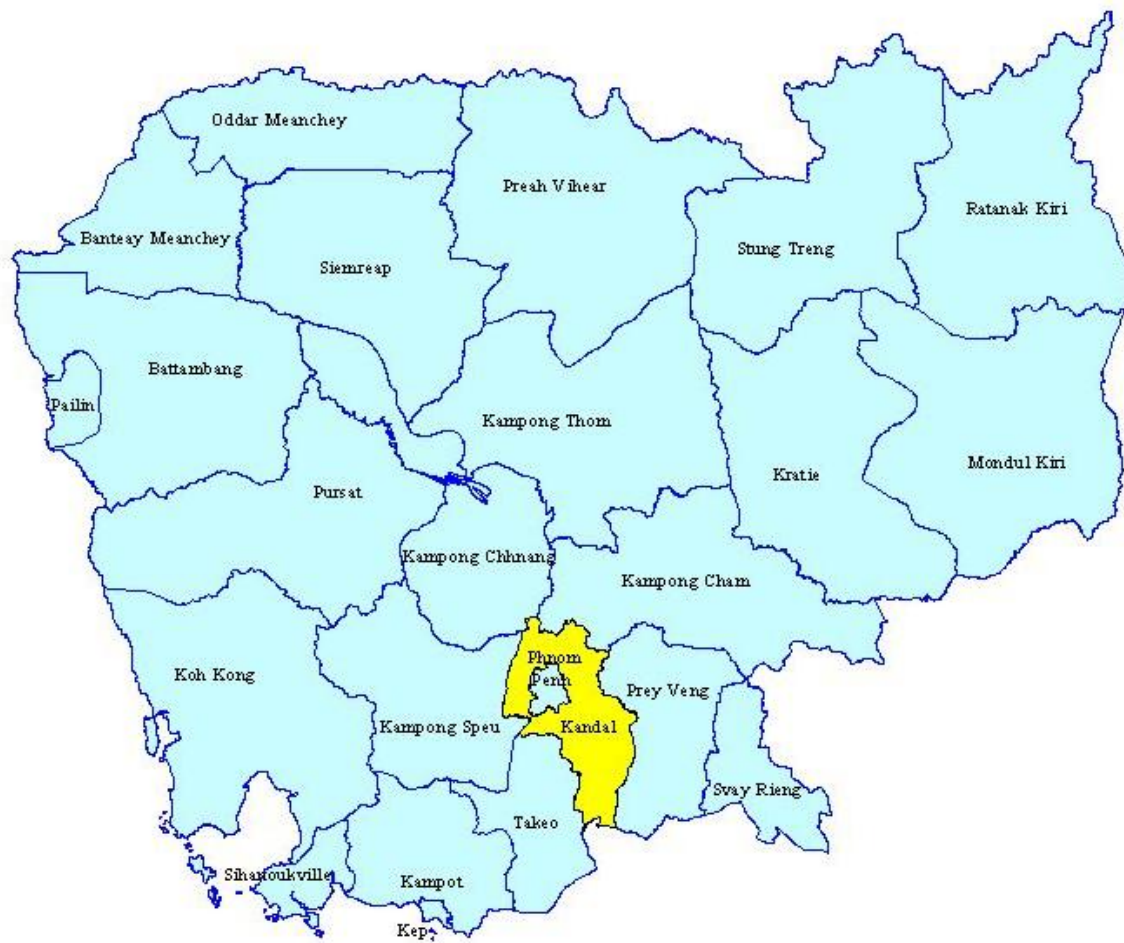 Oddar Meanchey
Preah Vihear
Ratanak Kiri
Banteay Meanchey
Stung Treng
Siemreap
Battambang
Pailin
Kampong Thom
Mondul Kiri
Kratie
Pursat
Kampong Chhnang
Kampong Cham
Phnom
Penh
Koh Kong
Prey Veng
Kampong Speu
Kandal
Svay Rieng
Takeo
Sihanoukville
Kampot
Kep